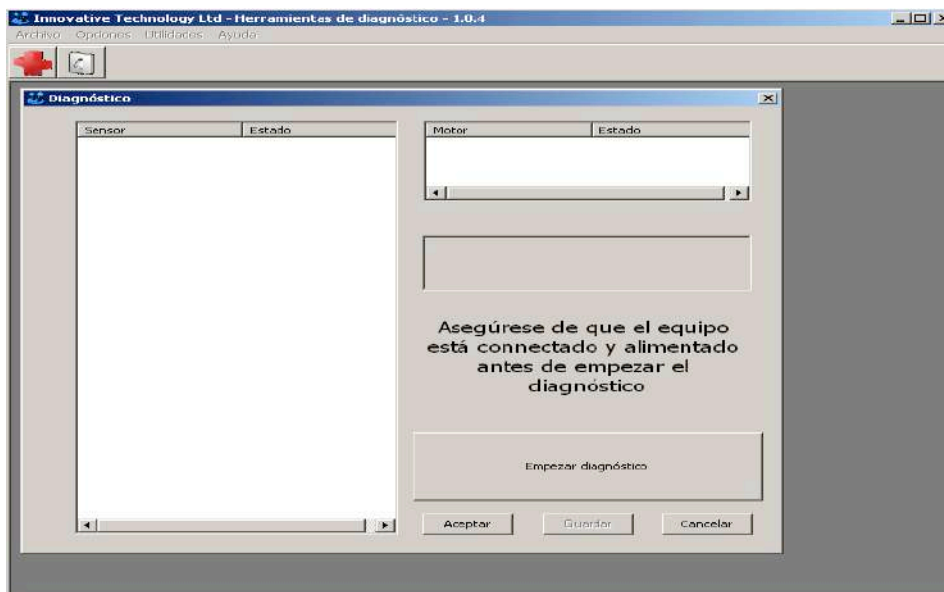 Innovative Technology Ltd - Herramientas de diagnóstico - 1.0.4
Archivo Opciones Utilidades Ayuda
Diagnóstico
Sensor Estado Motor Estado
Asegúrese de que el equipo
está connectado y alimentado
antes de empezar el
diagnóstico
Empezar diagnóstico
Aceptar Guardar Cancelar